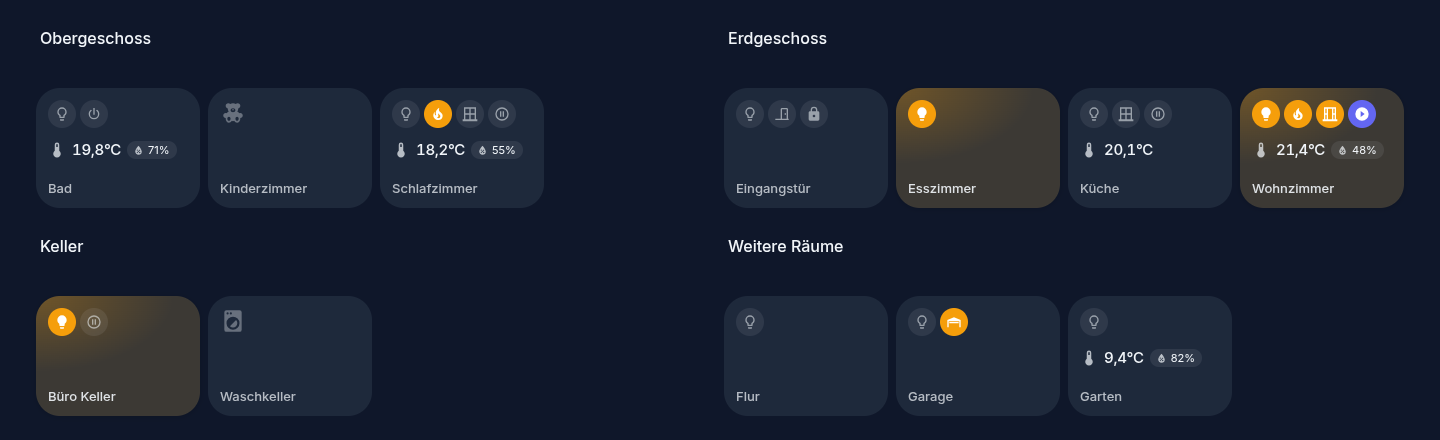 Obergeschoss
19,8°C 71%
Bad
Kinderzimmer
18,2°C 55%
Schlafzimmer
Erdgeschoss
Eingangstür
Esszimmer
20,1°C
Küche
21,4°C 48%
Wohnzimmer
Keller
Büro Keller
Waschkeller
Weitere Räume
Flur
Garage
9,4°C 82%
Garten